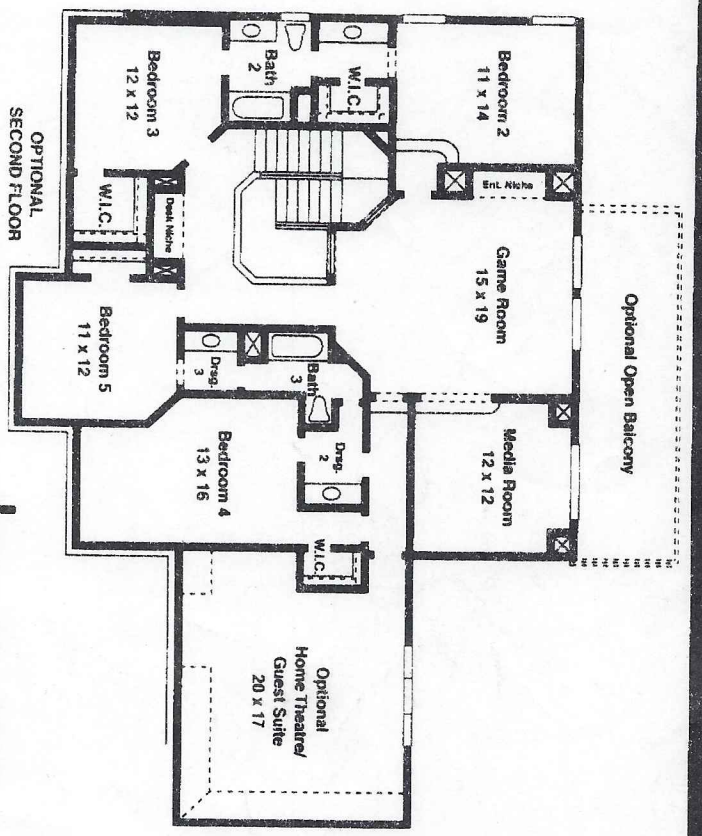 Optional Open Balcony
Bedroom 2
11 x 14
Ent. Niche
Game Room
15 x 19
Media Room
12 x 12
W.I.C.
Bath
2
Bedroom 3
12 x 12
W.I.C.
Desk Niche
Bath
3
Drsg.
3
Drsg.
2
Bedroom 5
11 x 12
Bedroom 4
13 x 16
W.I.C.
Optional
Home Theatre/
Guest Suite
20 x 17
OPTIONAL
SECOND FLOOR